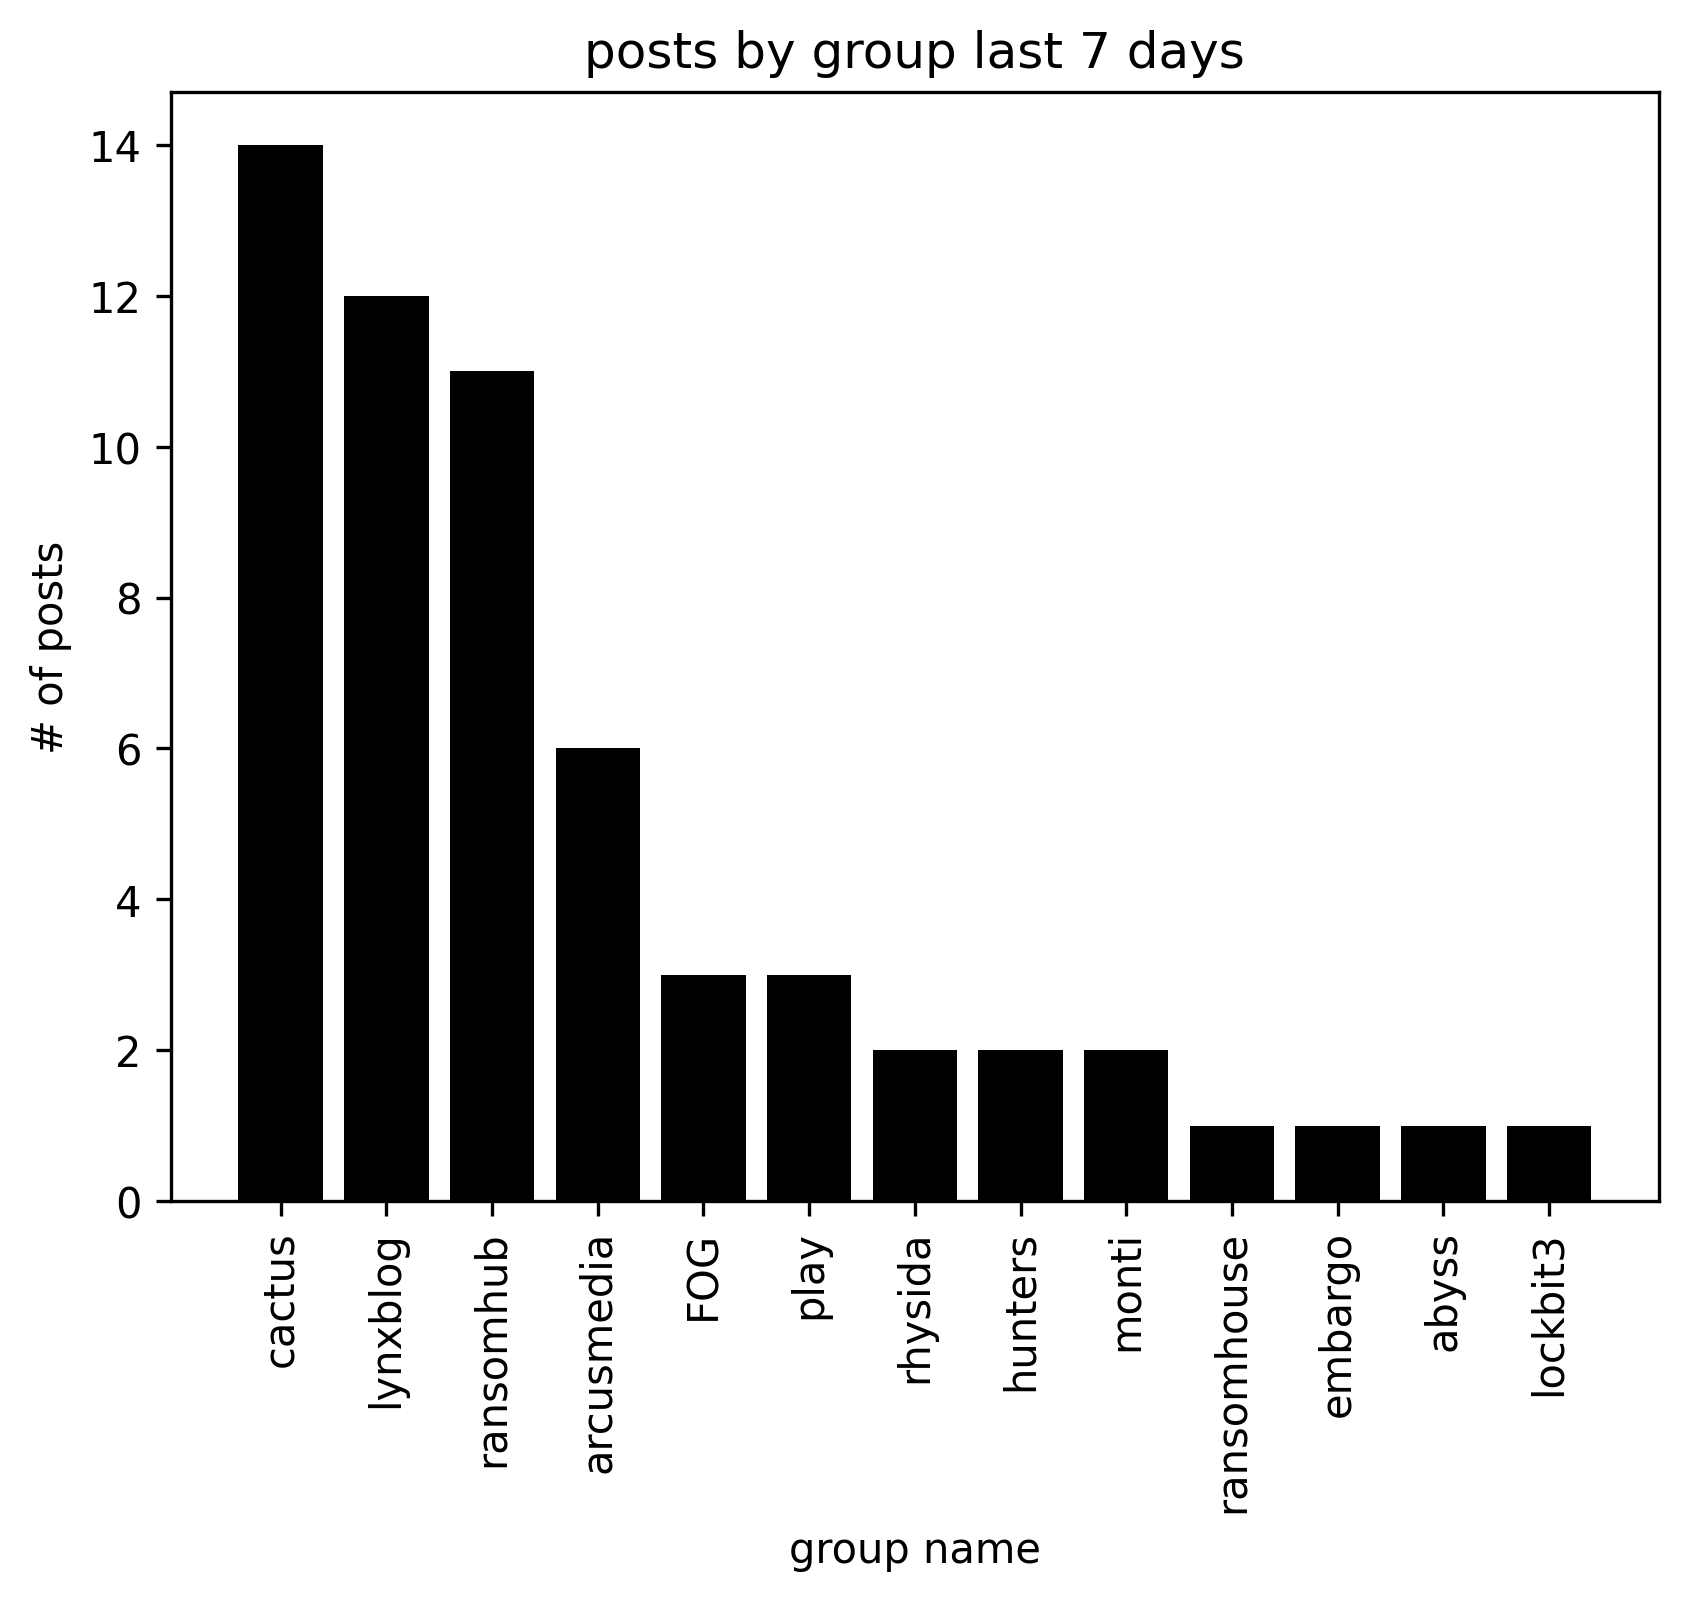 posts by group last 7 days
14
12
10
8
6
4
2
0
# of posts
cactus
lynxblog
ransomhub
arcusmedia
FOG
play
rhysida
hunters
monti
ransomhouse
embargo
abyss
lockbit3
group name